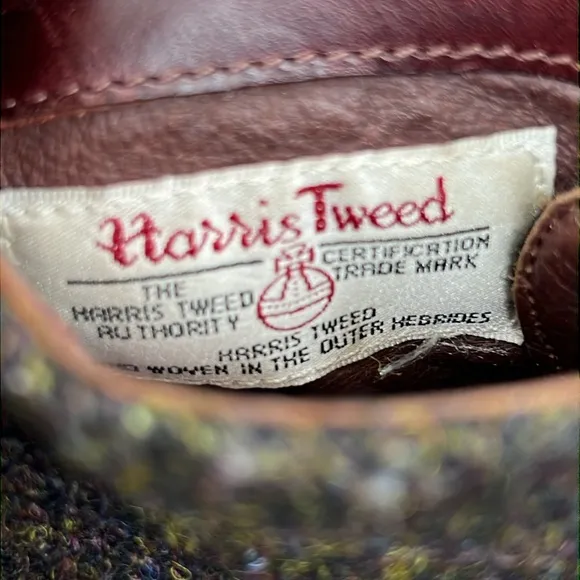 Harris Tweed
THE HARRIS TWEED AUTHORITY
CERTIFICATION TRADE MARK
HARRIS TWEED
WOVEN IN THE OUTER HEBRIDES